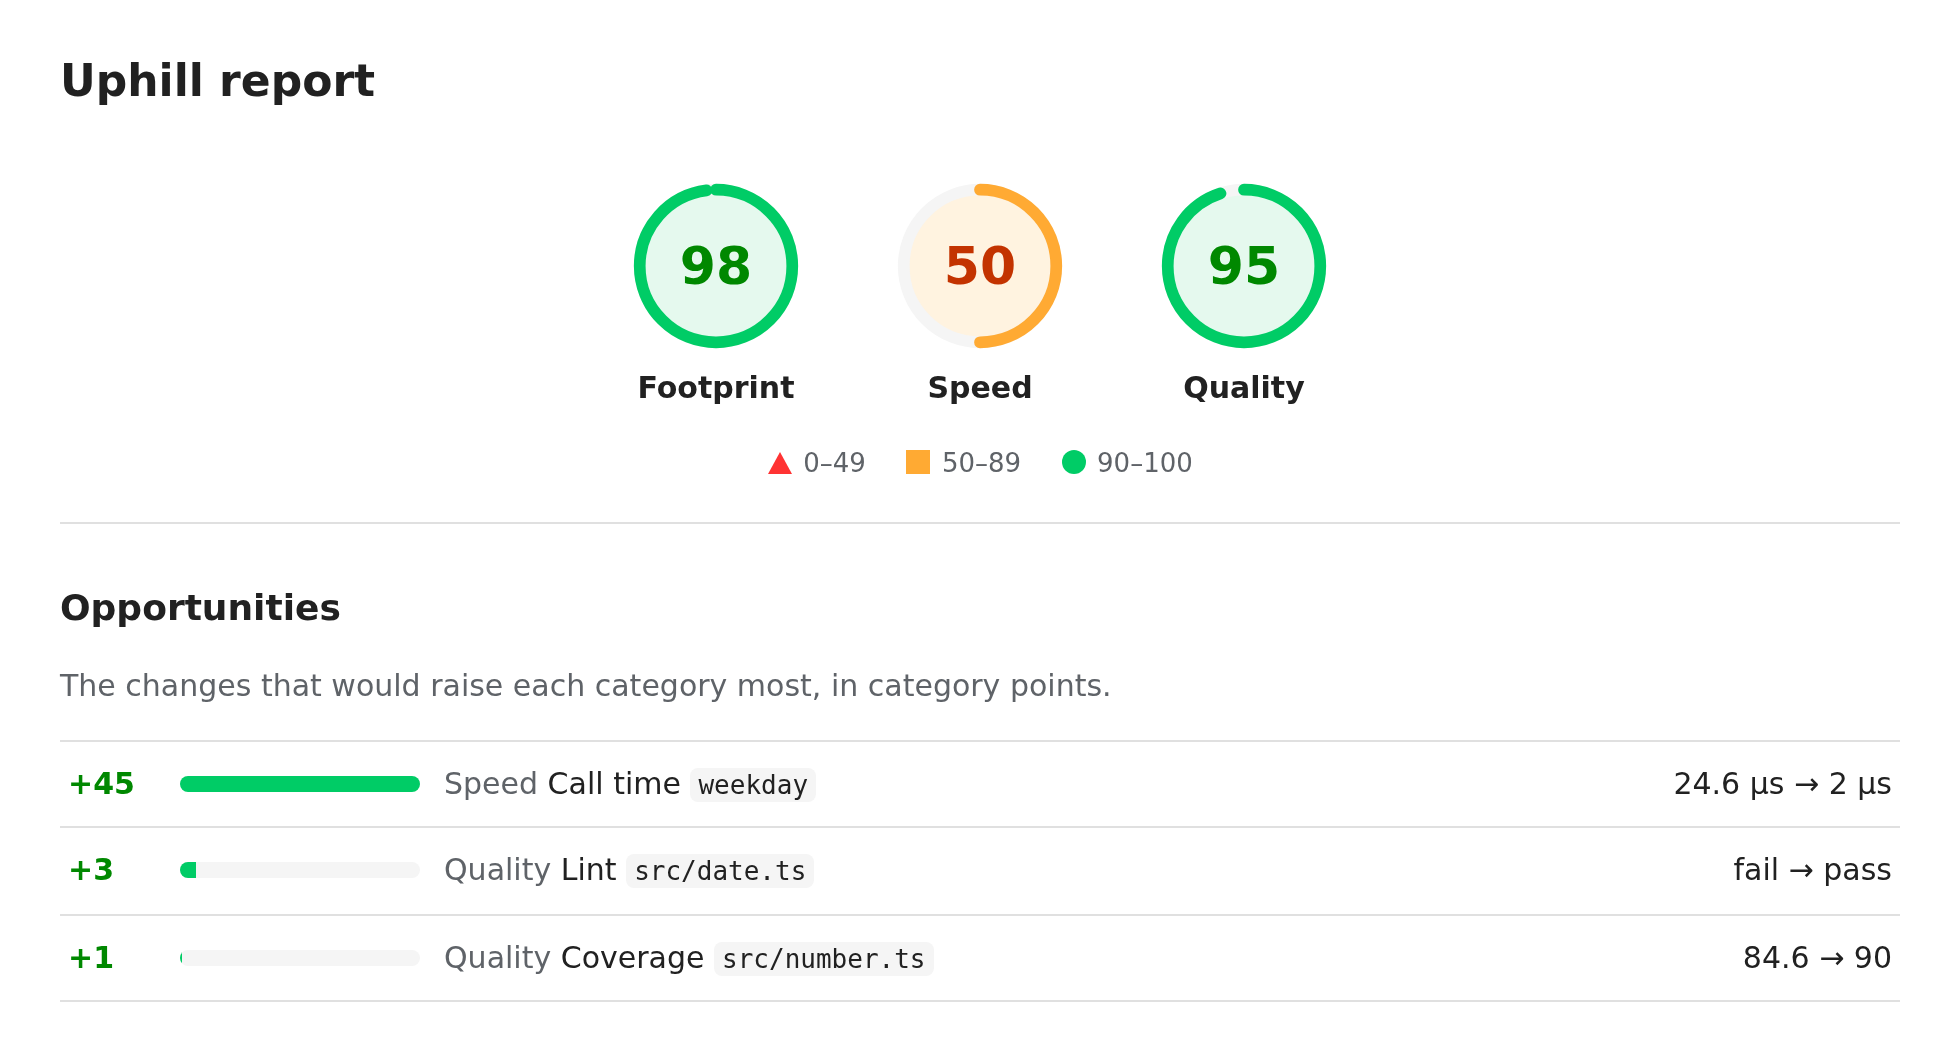 Uphill report
98 50 95
Footprint Speed Quality
0–49 50–89 90–100
Opportunities
The changes that would raise each category most, in category points.
+45 Speed Call time weekday 24.6 µs → 2 µs
+3 Quality Lint src/date.ts fail → pass
+1 Quality Coverage src/number.ts 84.6 → 90